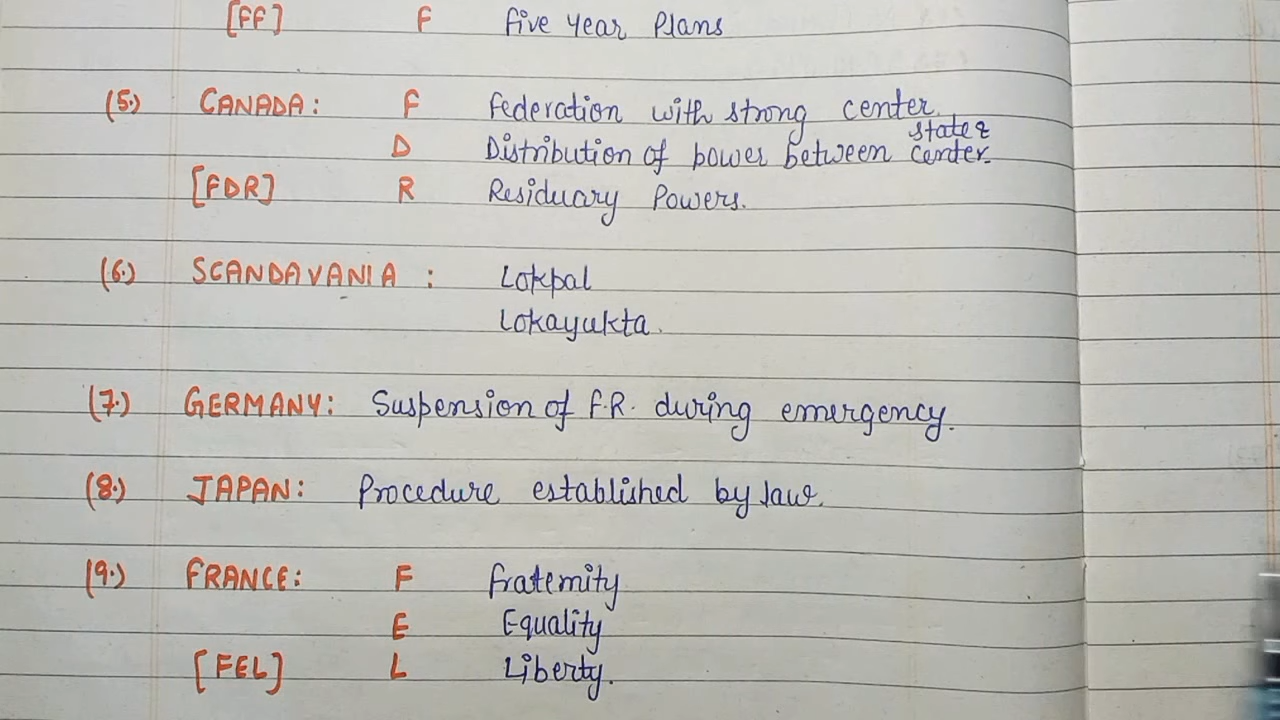 [FF] F Five Year Plans
(5.) CANADA: F Federation with strong center.
D Distribution of power between state & center.
[FDR] R Residuary Powers.
(6.) SCANDAVANIA : Lokpal
Lokayukta.
(7.) GERMANY: Suspension of F.R. during emergency.
(8.) JAPAN: Procedure established by law.
(9.) FRANCE: F Fraternity
E Equality
[FEL] L Liberty.